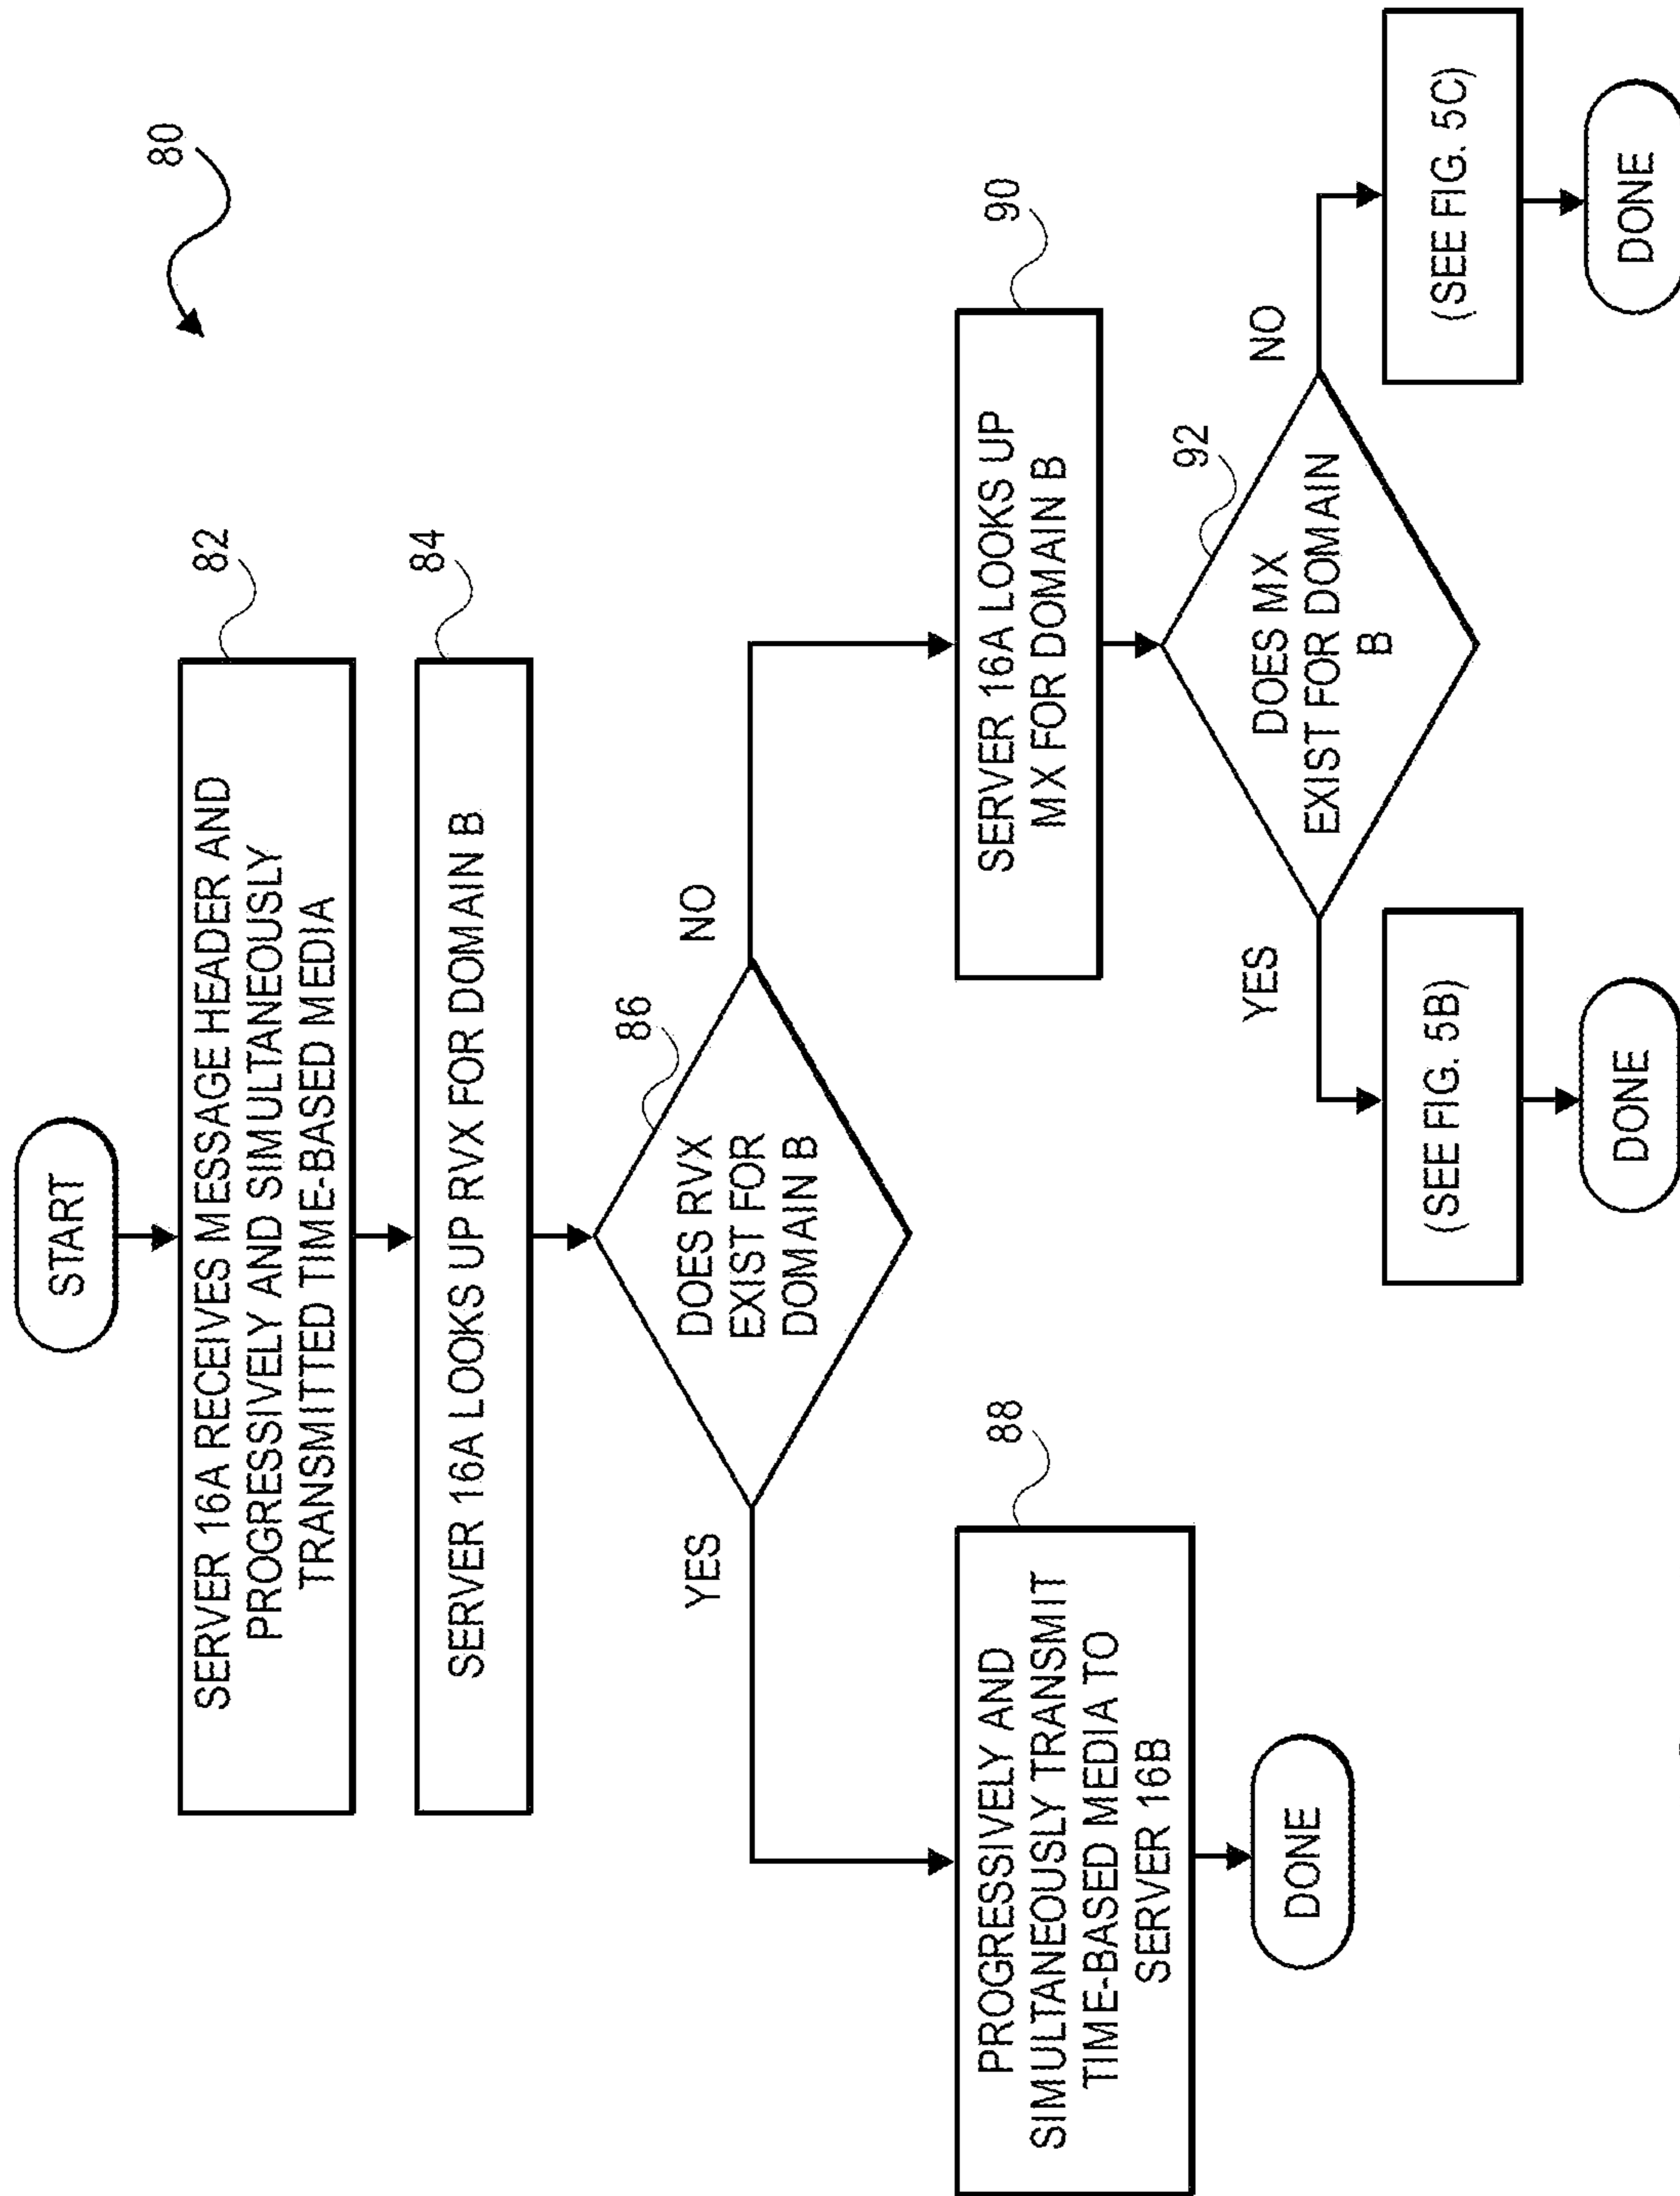 80
START
82
SERVER 16A RECEIVES MESSAGE HEADER AND
PROGRESSIVELY AND SIMULTANEOUSLY
TRANSMITTED TIME-BASED MEDIA
84
SERVER 16A LOOKS UP RVX FOR DOMAIN B
86
DOES RVX
EXIST FOR
DOMAIN B
YES
NO
88
PROGRESSIVELY AND
SIMULTANEOUSLY TRANSMIT
TIME-BASED MEDIA TO
SERVER 16B
DONE
90
SERVER 16A LOOKS UP
MX FOR DOMAIN B
92
DOES MX
EXIST FOR DOMAIN
B
YES
NO
(SEE FIG. 5B)
DONE
(SEE FIG. 5C)
DONE